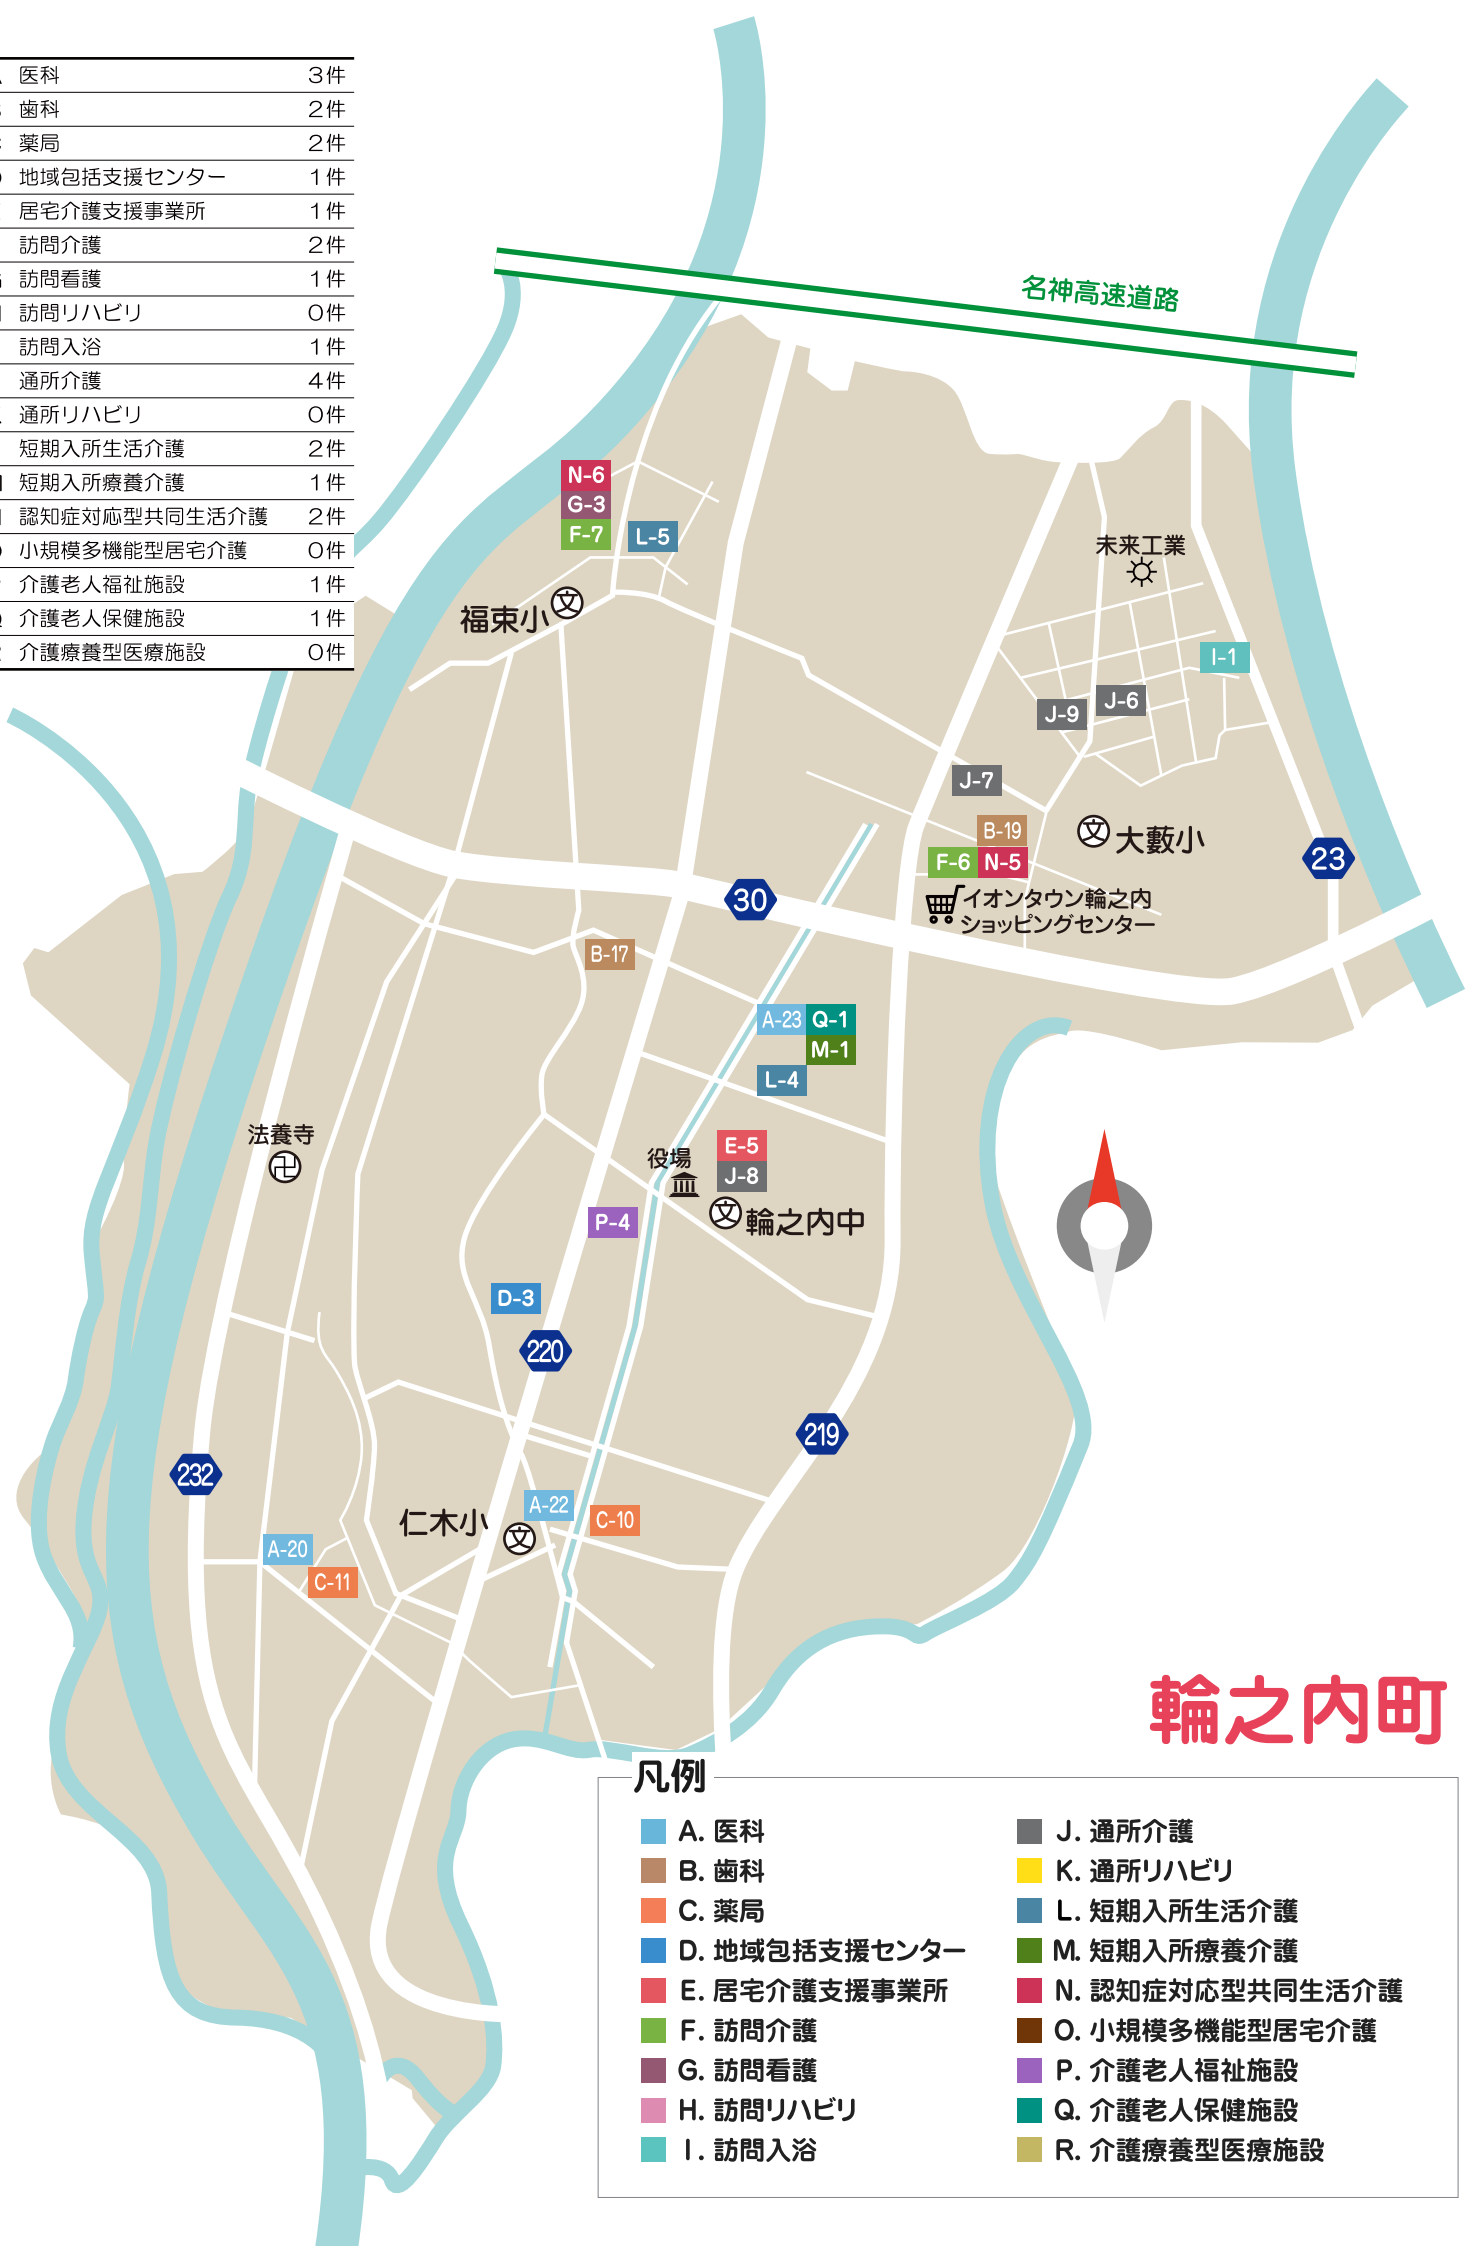 医科 3件
歯科 2件
薬局 2件
地域包括支援センター 1件
居宅介護支援事業所 1件
訪問介護 2件
訪問看護 1件
訪問リハビリ 0件
訪問入浴 1件
通所介護 4件
通所リハビリ 0件
短期入所生活介護 2件
短期入所療養介護 1件
認知症対応型共同生活介護 2件
小規模多機能型居宅介護 0件
介護老人福祉施設 1件
介護老人保健施設 1件
介護療養型医療施設 0件
名神高速道路
N-6
G-3
F-7
L-5
福束小
文
未来工業
I-1
J-6
J-9
J-7
B-19
F-6 N-5
文
大藪小
23
30
イオンタウン輪之内
ショッピングセンター
B-17
A-23 Q-1
M-1
L-4
法養寺
卍
役場
E-5
J-8
文
輪之内中
P-4
D-3
220
219
232
仁木小
文
A-22
C-10
A-20
C-11
輪之内町
凡例
A. 医科
B. 歯科
C. 薬局
D. 地域包括支援センター
E. 居宅介護支援事業所
F. 訪問介護
G. 訪問看護
H. 訪問リハビリ
I. 訪問入浴
J. 通所介護
K. 通所リハビリ
L. 短期入所生活介護
M. 短期入所療養介護
N. 認知症対応型共同生活介護
O. 小規模多機能型居宅介護
P. 介護老人福祉施設
Q. 介護老人保健施設
R. 介護療養型医療施設